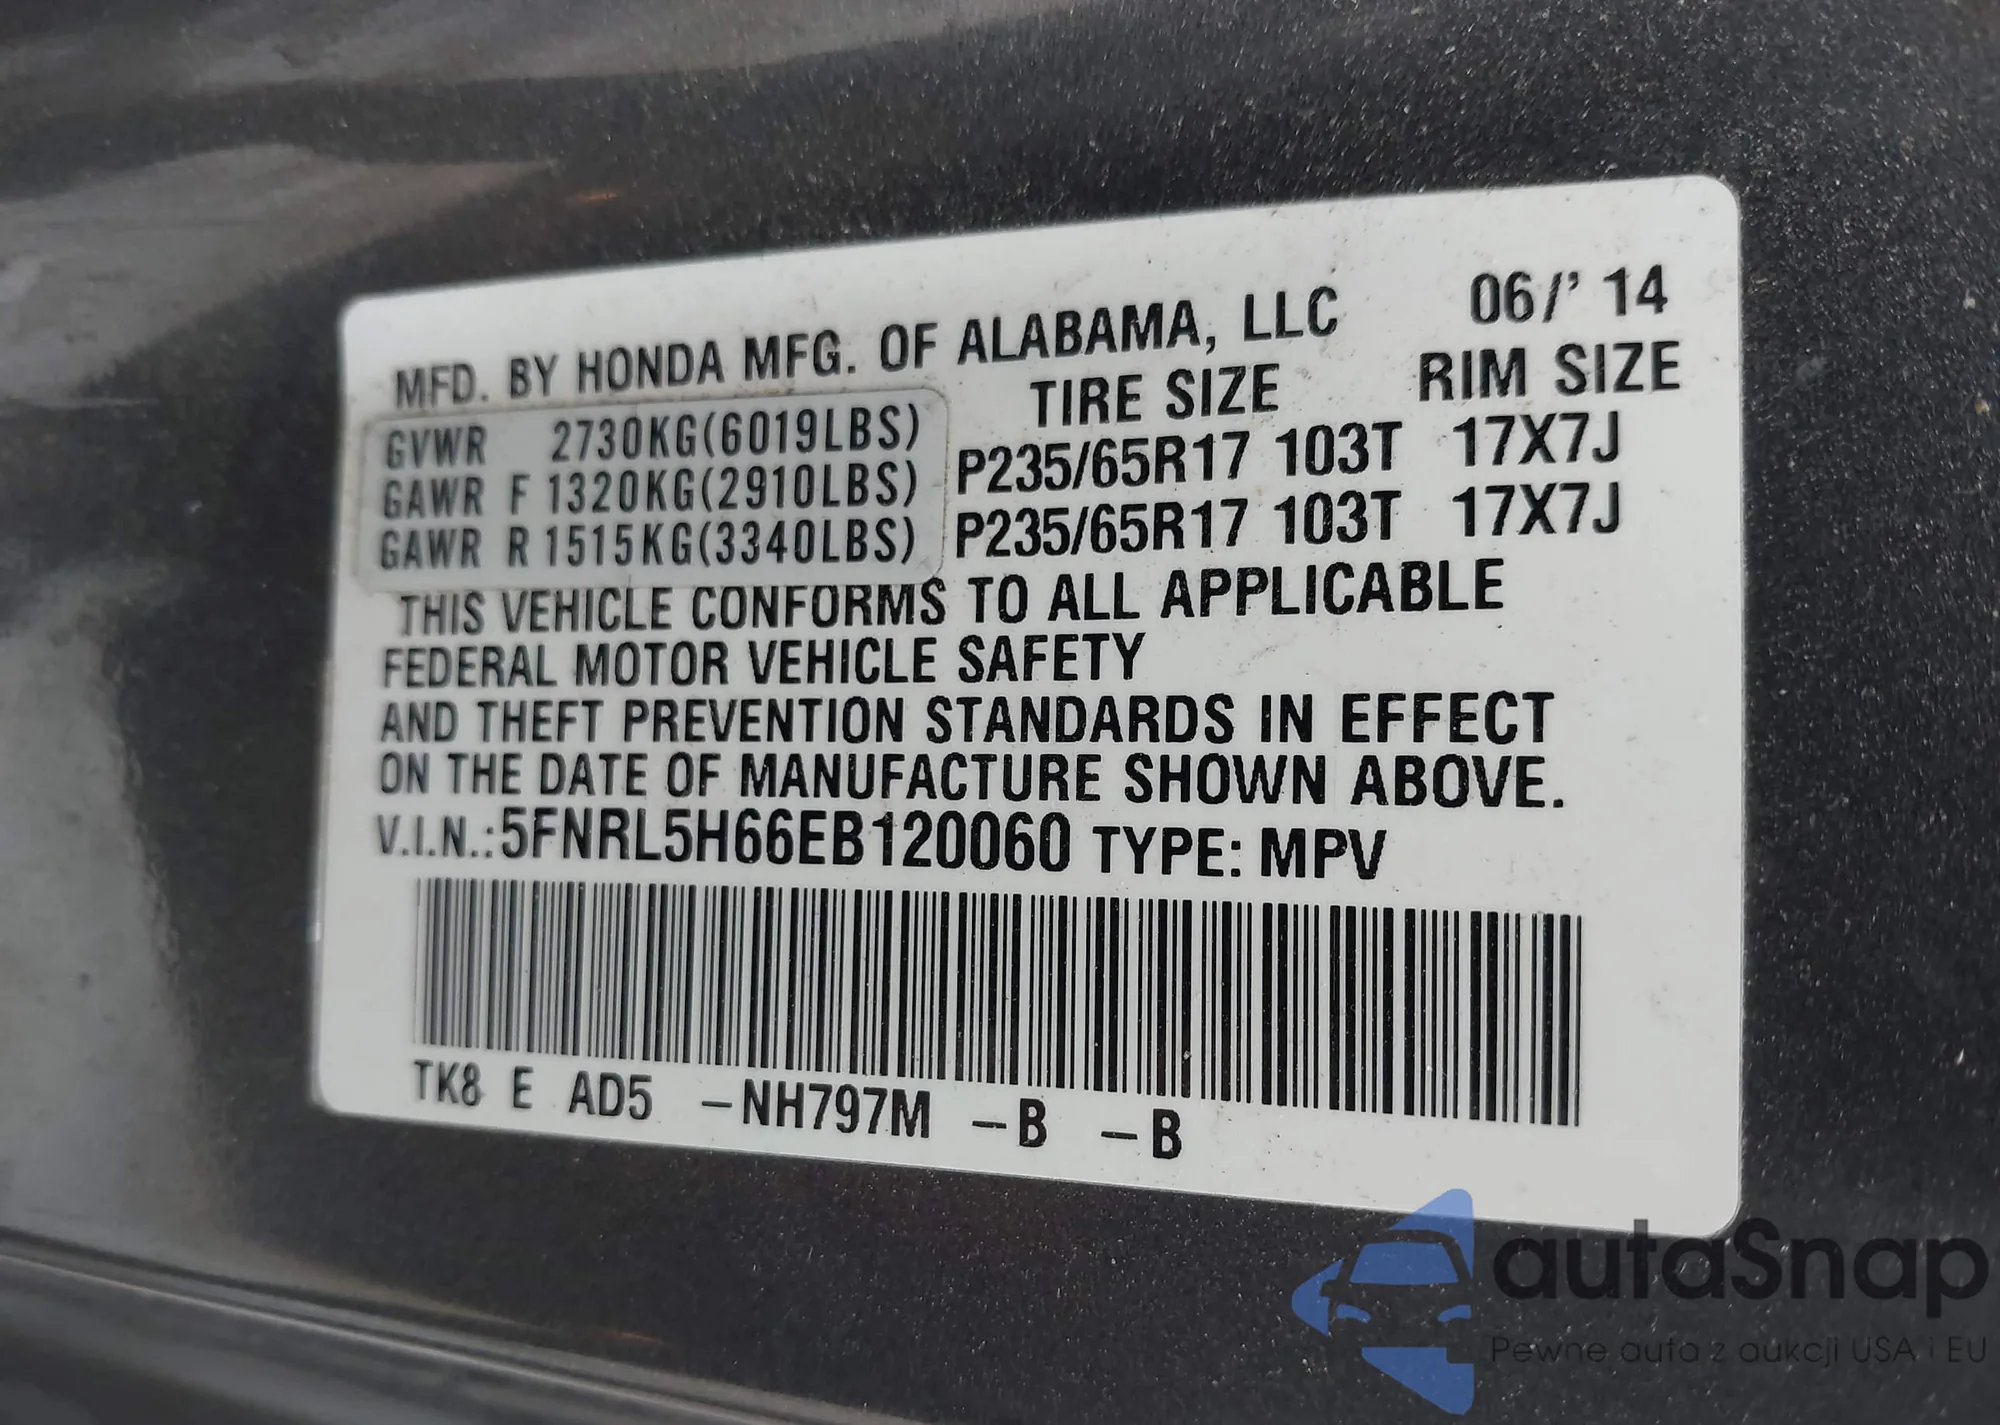 MFD. BY HONDA MFG. OF ALABAMA, LLC 06/' 14
TIRE SIZE RIM SIZE
GVWR 2730KG(6019LBS)
GAWR F 1320KG(2910LBS) P235/65R17 103T 17X7J
GAWR R 1515KG(3340LBS) P235/65R17 103T 17X7J
THIS VEHICLE CONFORMS TO ALL APPLICABLE
FEDERAL MOTOR VEHICLE SAFETY
AND THEFT PREVENTION STANDARDS IN EFFECT
ON THE DATE OF MANUFACTURE SHOWN ABOVE.
V.I.N.:5FNRL5H66EB120060 TYPE: MPV
TK8 E AD5 –NH797M –B –B
autaSnap
Pewne auta z aukcji USA i EU